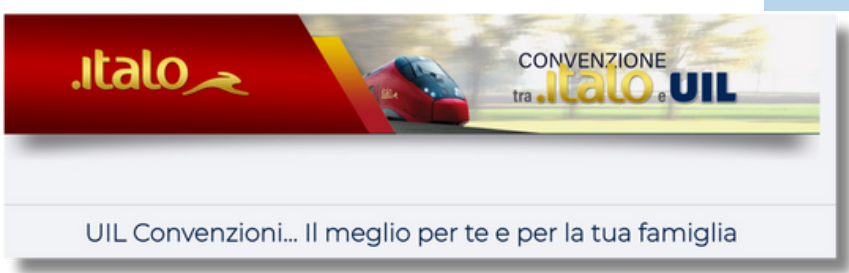 .italo
CONVENZIONE
tra .italo e UIL
UIL Convenzioni... Il meglio per te e per la tua famiglia